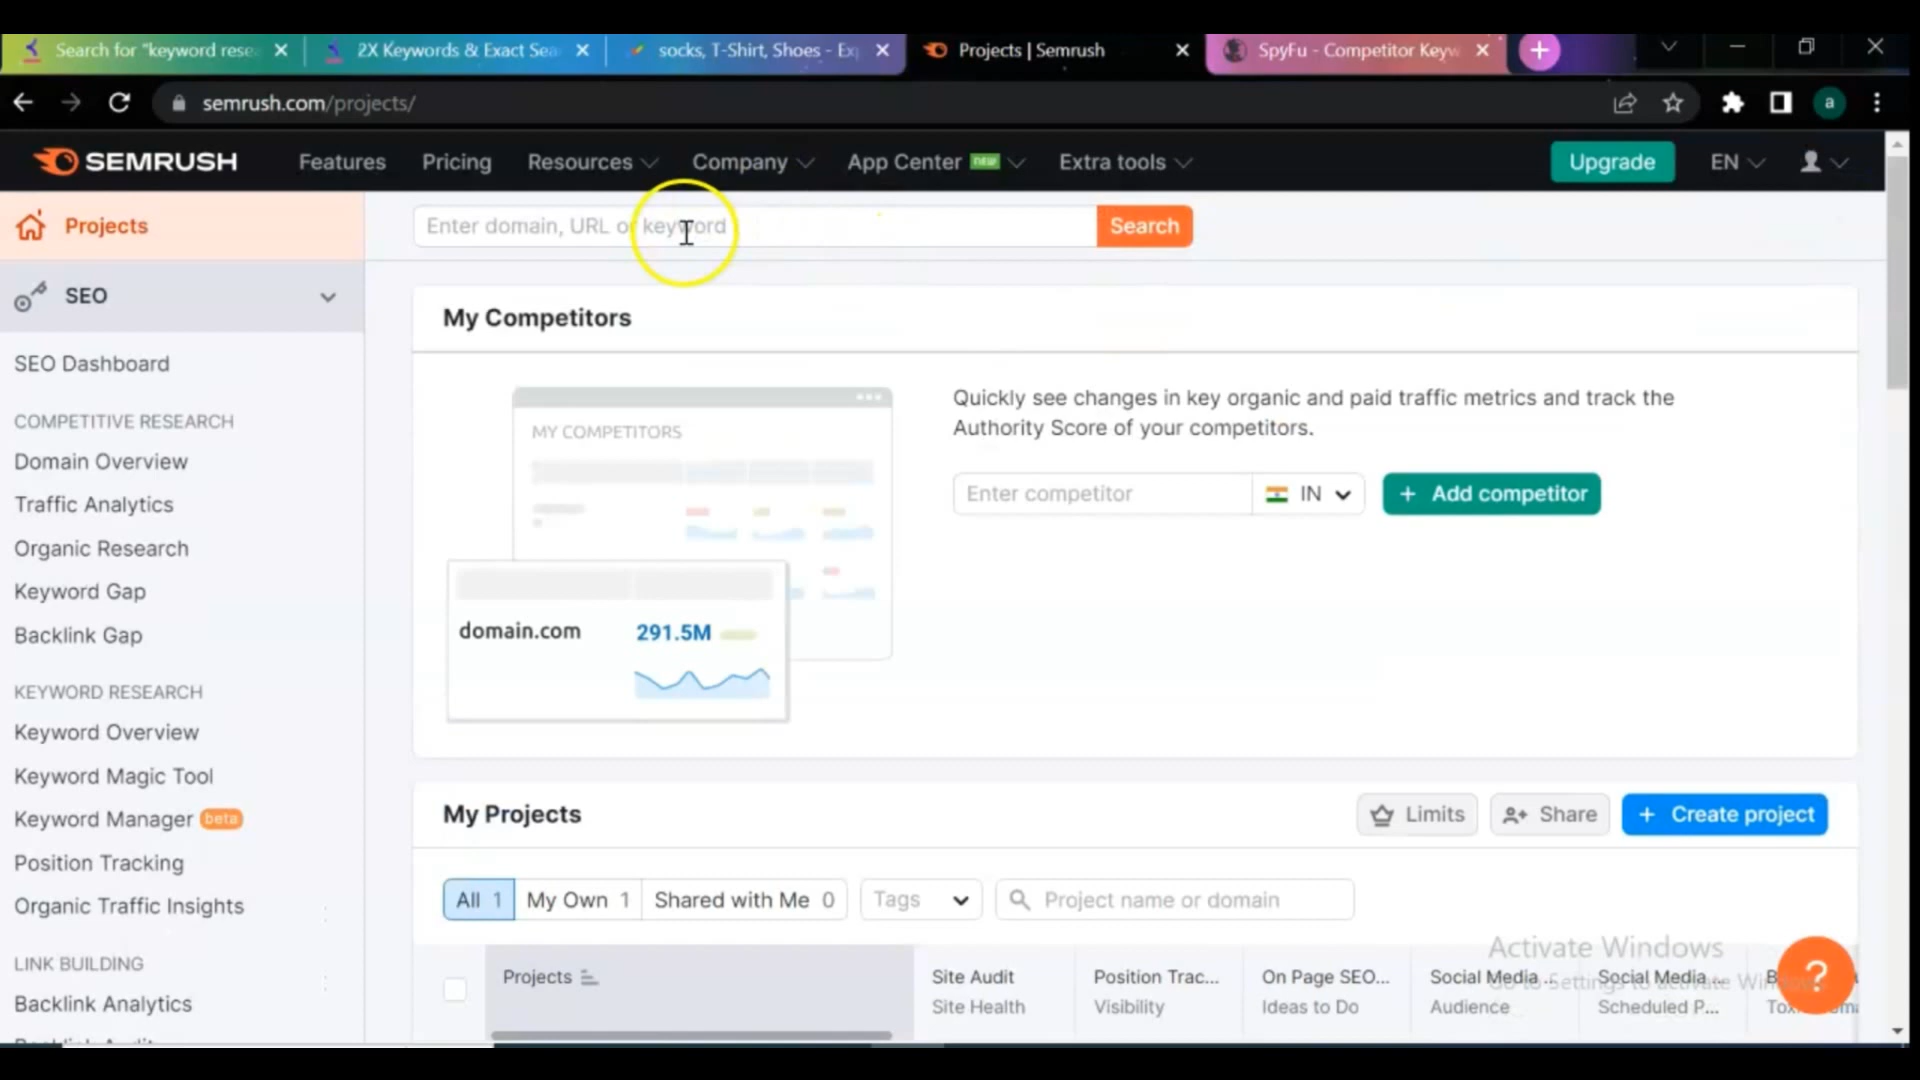 Search for "keyword rese
2X Keywords & Exact Sea
socks, T-Shirt, Shoes - Exp
Projects | Semrush
SpyFu - Competitor Keyw
semrush.com/projects/
a
SEMRUSH
Features
Pricing
Resources
Company
App Center new
Extra tools
Upgrade
EN
Projects
Enter domain, URL or keyword
Search
SEO
My Competitors
SEO Dashboard
COMPETITIVE RESEARCH
Domain Overview
Traffic Analytics
Organic Research
Keyword Gap
Backlink Gap
MY COMPETITORS
domain.com 291.5M
Quickly see changes in key organic and paid traffic metrics and track the
Authority Score of your competitors.
Enter competitor
IN
+ Add competitor
KEYWORD RESEARCH
Keyword Overview
Keyword Magic Tool
Keyword Manager beta
Position Tracking
Organic Traffic Insights
LINK BUILDING
Backlink Analytics
My Projects
Limits
Share
+ Create project
All 1
My Own 1
Shared with Me 0
Tags
Project name or domain
Projects
Site Audit
Site Health
Position Trac...
Visibility
On Page SEO...
Ideas to Do
Social Media ...
Audience
Social Media ...
Scheduled P...
Activate Windows
Go to Settings to activate Windows.
?